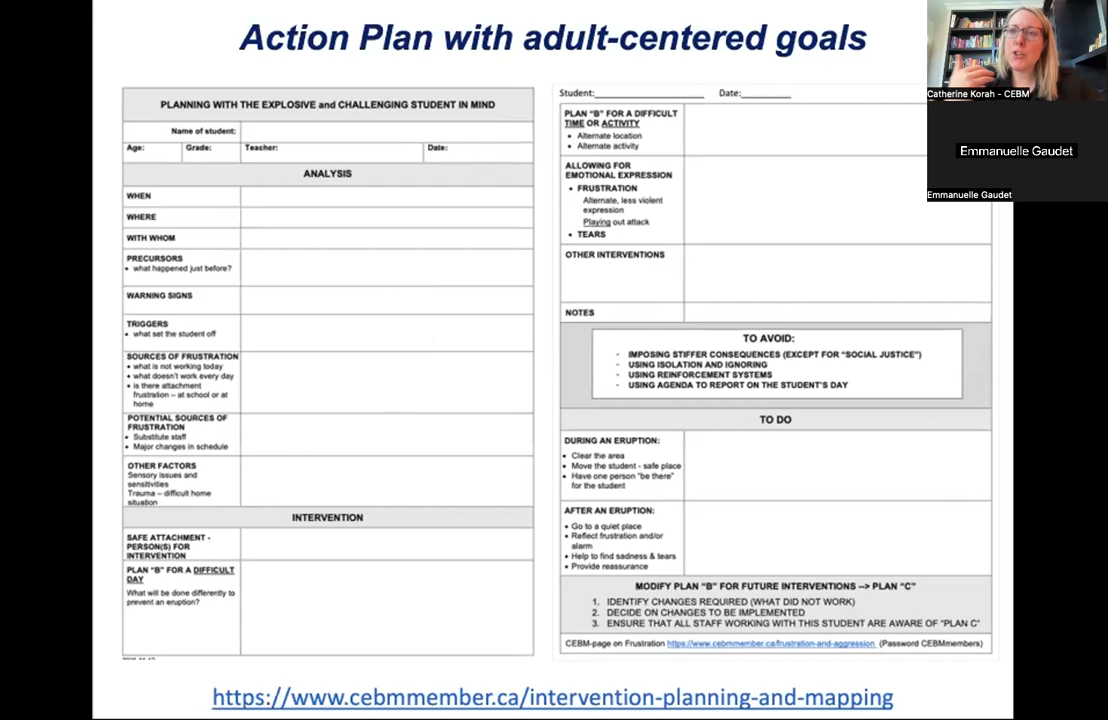 Action Plan with adult-centered goals
PLANNING WITH THE EXPLOSIVE and CHALLENGING STUDENT IN MIND
Name of student:
Age: Grade: Teacher: Date:
ANALYSIS
WHEN
WHERE
WITH WHOM
PRECURSORS
• what happened just before?
WARNING SIGNS
TRIGGERS
• what set the student off
SOURCES OF FRUSTRATION
• what is not working today
• what doesn't work every day
• is there attachment
frustration – at school or at
home
POTENTIAL SOURCES OF
FRUSTRATION
• Substitute staff
• Major changes in schedule
OTHER FACTORS
Sensory issues and
sensitivities
Trauma – difficult home
situation
INTERVENTION
SAFE ATTACHMENT -
PERSON(S) FOR
INTERVENTION
PLAN "B" FOR A DIFFICULT
DAY
What will be done differently to
prevent an eruption?
Student:____________________ Date:_________
PLAN "B" FOR A DIFFICULT
TIME OR ACTIVITY
• Alternate location
• Alternate activity
ALLOWING FOR
EMOTIONAL EXPRESSION
• FRUSTRATION
Alternate, less violent
expression
Playing out attack
• TEARS
OTHER INTERVENTIONS
NOTES
TO AVOID:
- IMPOSING STIFFER CONSEQUENCES (EXCEPT FOR "SOCIAL JUSTICE")
- USING ISOLATION AND IGNORING
- USING REINFORCEMENT SYSTEMS
- USING AGENDA TO REPORT ON THE STUDENT'S DAY
TO DO
DURING AN ERUPTION:
• Clear the area
• Move the student - safe place
• Have one person "be there"
for the student
AFTER AN ERUPTION:
• Go to a quiet place
• Reflect frustration and/or
alarm
• Help to find sadness & tears
• Provide reassurance
MODIFY PLAN "B" FOR FUTURE INTERVENTIONS --> PLAN "C"
1. IDENTIFY CHANGES REQUIRED (WHAT DID NOT WORK)
2. DECIDE ON CHANGES TO BE IMPLEMENTED
3. ENSURE THAT ALL STAFF WORKING WITH THIS STUDENT ARE AWARE OF "PLAN C"
CEBM-page on Frustration https://www.cebmmember.ca/frustration-and-aggression (Password CEBMmembers)
https://www.cebmmember.ca/intervention-planning-and-mapping
Catherine Korah - CEBM
Emmanuelle Gaudet
Emmanuelle Gaudet